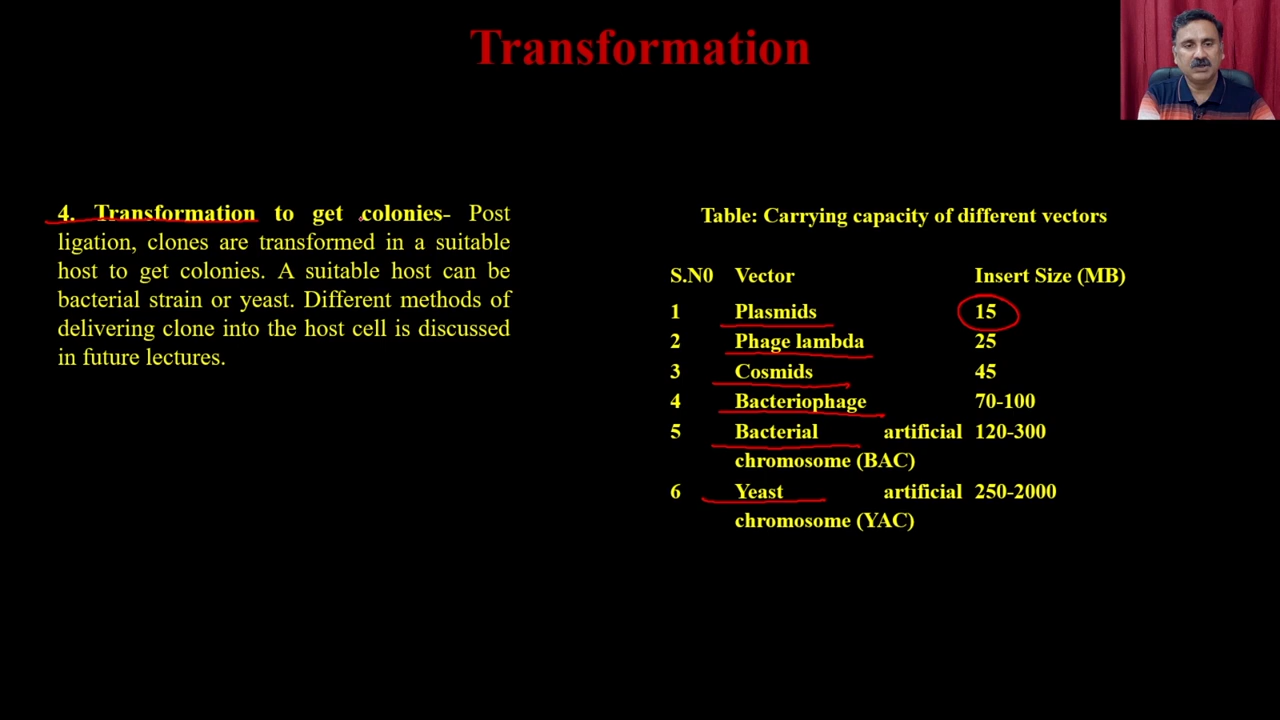 Transformation
4. Transformation to get colonies- Post
ligation, clones are transformed in a suitable
host to get colonies. A suitable host can be
bacterial strain or yeast. Different methods of
delivering clone into the host cell is discussed
in future lectures.
Table: Carrying capacity of different vectors
S.N0 Vector Insert Size (MB)
1 Plasmids 15
2 Phage lambda 25
3 Cosmids 45
4 Bacteriophage 70-100
5 Bacterial artificial 120-300
chromosome (BAC)
6 Yeast artificial 250-2000
chromosome (YAC)